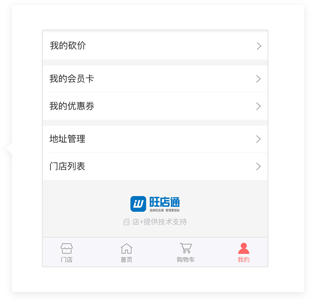 我的砍价
我的会员卡
我的优惠券
地址管理
门店列表
旺店通
店+提供技术支持
门店
首页
购物车
我的